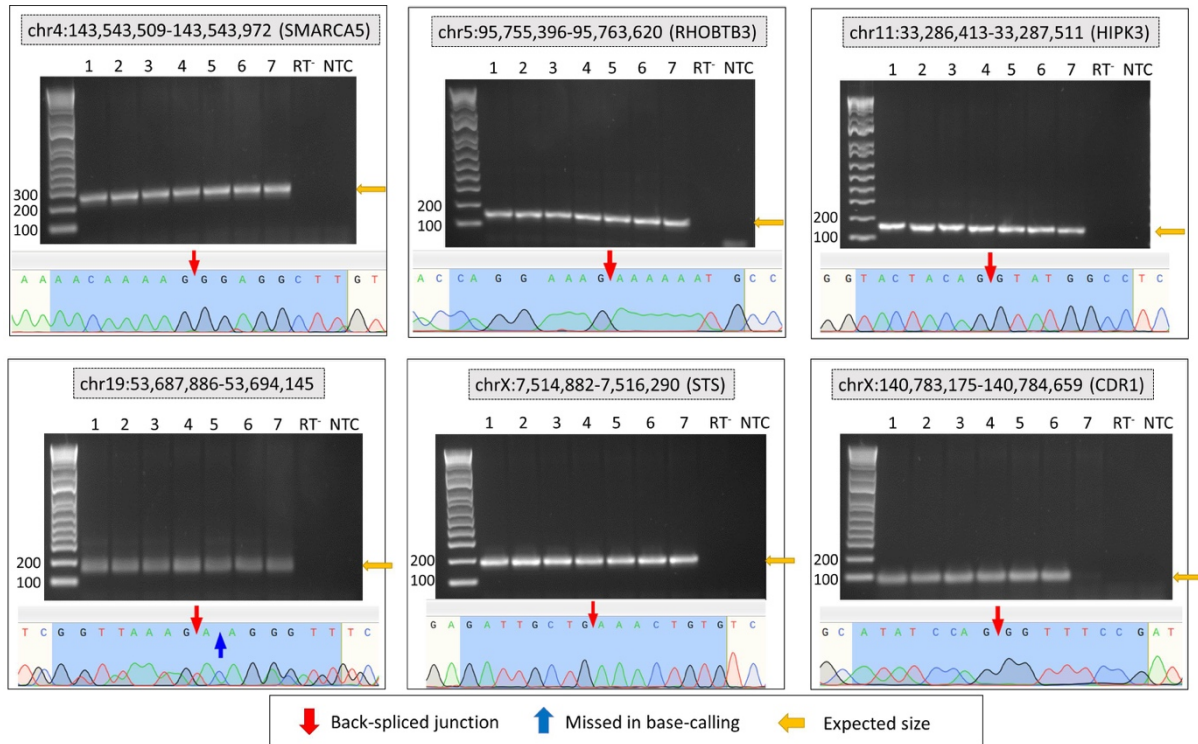 chr4:143,543,509-143,543,972 (SMARCA5)
1 2 3 4 5 6 7 RT- NTC
300
200
100
A A A A C A A A A G G G A G G C T T G T
chr5:95,755,396-95,763,620 (RHOBTB3)
1 2 3 4 5 6 7 RT- NTC
200
100
A C C A G G A A A G A A A A A A T G C C
chr11:33,286,413-33,287,511 (HIPK3)
1 2 3 4 5 6 7 RT- NTC
200
100
G G T A C T A C A G G T A T G G C C T C
chr19:53,687,886-53,694,145
1 2 3 4 5 6 7 RT- NTC
200
100
T C G G T T A A A G A A G G G T T T C
chrX:7,514,882-7,516,290 (STS)
1 2 3 4 5 6 7 RT- NTC
200
100
G A G A T T G C T G A A A C T G T G T C
chrX:140,783,175-140,784,659 (CDR1)
1 2 3 4 5 6 7 RT- NTC
200
100
G C A T A T C C A G G G T T T C C G A T
Back-spliced junction
Missed in base-calling
Expected size